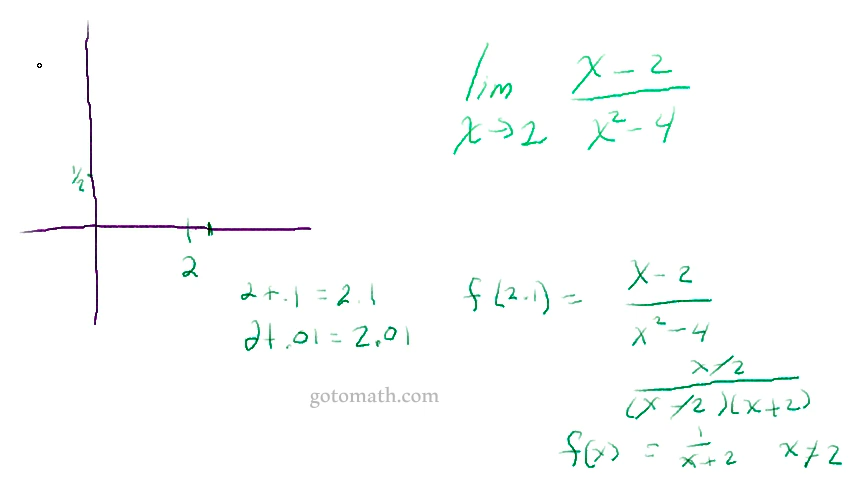 lim x→2 (x - 2)/(x² - 4)
1/2
2
2 + .1 = 2.1
2 + .01 = 2.01
f(2.1) = (x - 2)/(x² - 4)
(x - 2)/((x - 2)(x + 2))
f(x) = 1/(x + 2) x ≠ 2
gotomath.com